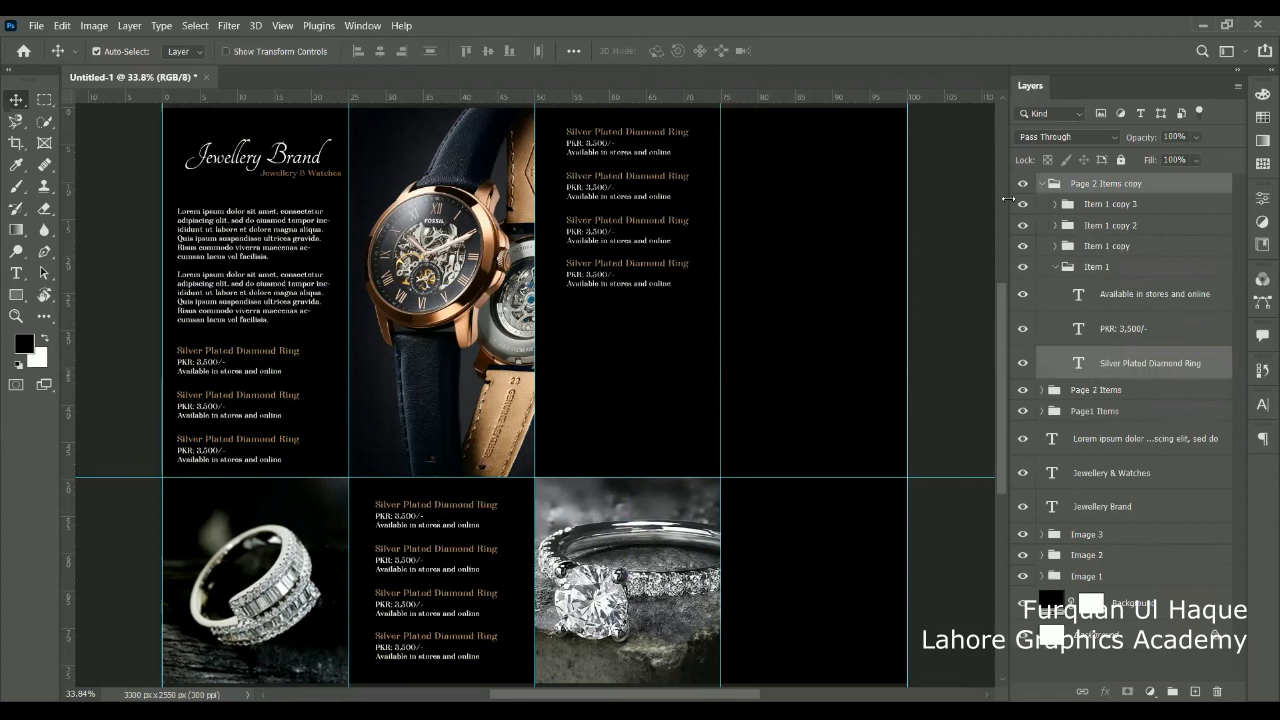 File Edit Image Layer Type Select Filter 3D View Plugins Window Help
Auto-Select: Layer Show Transform Controls 3D Mode:
Untitled-1 @ 33.8% (RGB/8) *
Jewellery Brand
Jewellery & Watches
Lorem ipsum dolor sit amet, consectetur
adipiscing elit, sed do eiusmod tempor inc-
ididunt ut labore et dolore magna aliqua.
Quis ipsum suspendisse ultrices gravida.
Risus commodo viverra maecenas ac-
cumsan lacus vel facilisis.
Lorem ipsum dolor sit amet, consectetur
adipiscing elit, sed do eiusmod tempor inc-
ididunt ut labore et dolore magna aliqua.
Quis ipsum suspendisse ultrices gravida.
Risus commodo viverra maecenas ac-
cumsan lacus vel facilisis.
Silver Plated Diamond Ring
PKR: 3,500/-
Available in stores and online
Silver Plated Diamond Ring
PKR: 3,500/-
Available in stores and online
Silver Plated Diamond Ring
PKR: 3,500/-
Available in stores and online
FOSSIL
Silver Plated Diamond Ring
PKR: 3,500/-
Available in stores and online
Silver Plated Diamond Ring
PKR: 3,500/-
Available in stores and online
Silver Plated Diamond Ring
PKR: 3,500/-
Available in stores and online
Silver Plated Diamond Ring
PKR: 3,500/-
Available in stores and online
Silver Plated Diamond Ring
PKR: 3,500/-
Available in stores and online
Silver Plated Diamond Ring
PKR: 3,500/-
Available in stores and online
Silver Plated Diamond Ring
PKR: 3,500/-
Available in stores and online
Silver Plated Diamond Ring
PKR: 3,500/-
Available in stores and online
Layers
Kind
Pass Through Opacity: 100%
Lock: Fill: 100%
Page 2 Items copy
Item 1 copy 3
Item 1 copy 2
Item 1 copy
Item 1
Available in stores and online
PKR: 3,500/-
Silver Plated Diamond Ring
Page 2 Items
Page1 Items
Lorem ipsum dolor ...scing elit, sed do
Jewellery & Watches
Jewellery Brand
Image 3
Image 2
Image 1
Background
Furquan Ul Haque
Lahore Graphics Academy
33.84% 3300 px x 2550 px (300 ppi)